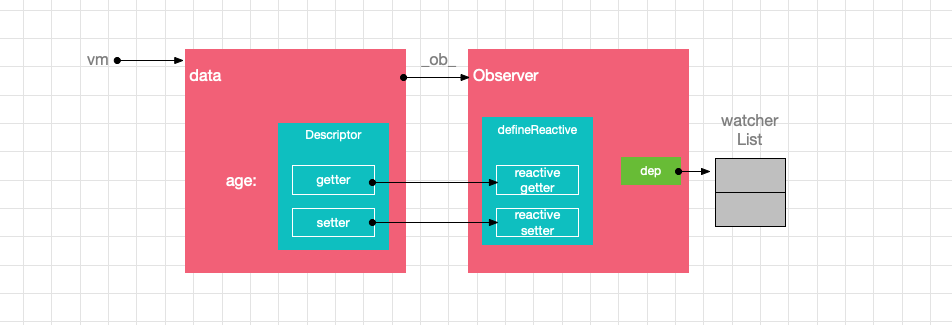 vm
data
_ob_
Observer
Descriptor
age:
getter
setter
defineReactive
reactive
getter
reactive
setter
dep
watcher
List